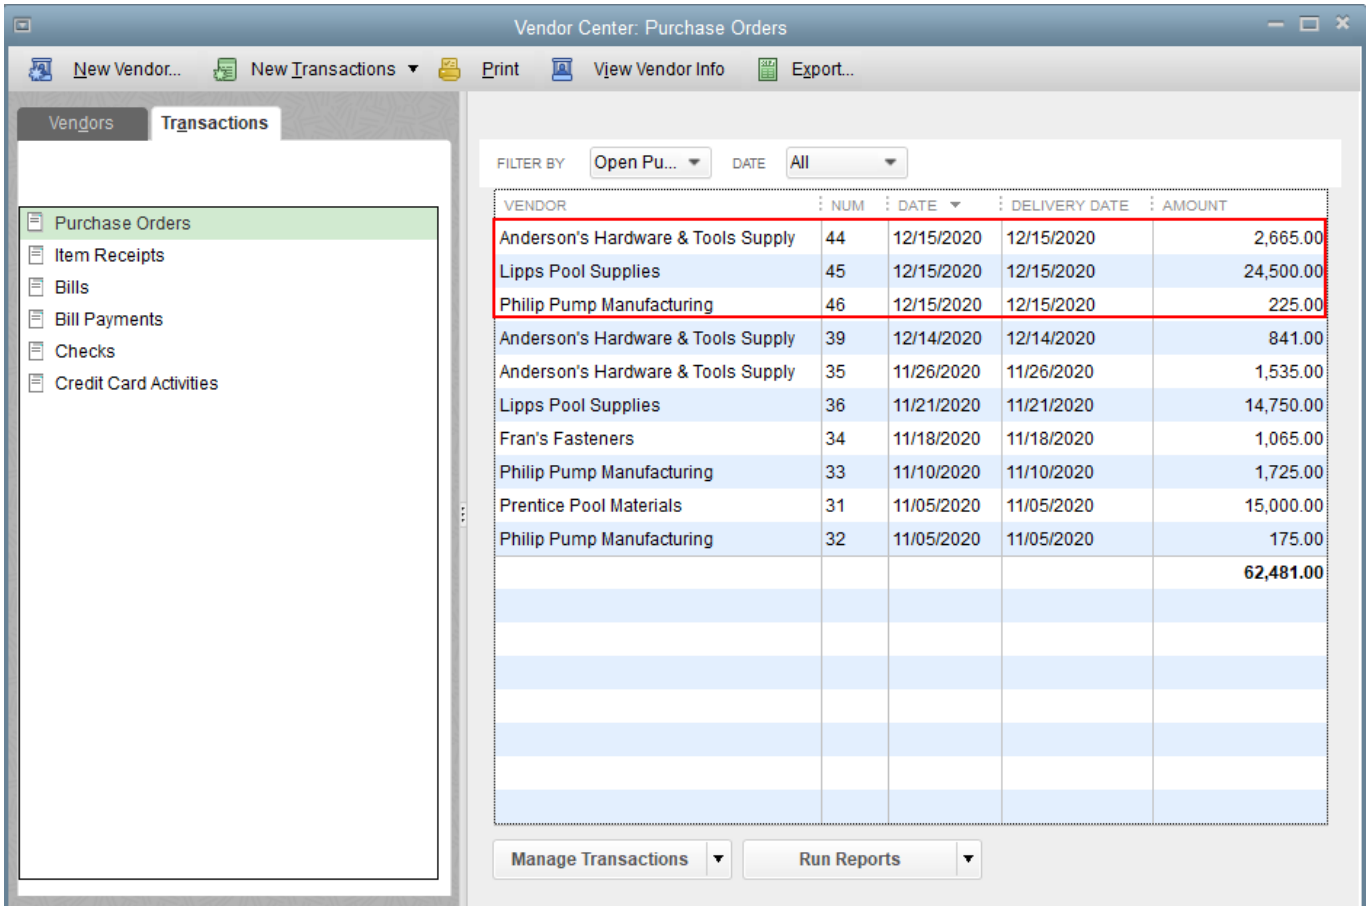 Vendor Center: Purchase Orders
New Vendor... New Transactions Print View Vendor Info Export...
Vendors Transactions
FILTER BY Open Pu... DATE All
VENDOR NUM DATE DELIVERY DATE AMOUNT
Purchase Orders
Item Receipts
Bills
Bill Payments
Checks
Credit Card Activities
Anderson's Hardware & Tools Supply 44 12/15/2020 12/15/2020 2,665.00
Lipps Pool Supplies 45 12/15/2020 12/15/2020 24,500.00
Philip Pump Manufacturing 46 12/15/2020 12/15/2020 225.00
Anderson's Hardware & Tools Supply 39 12/14/2020 12/14/2020 841.00
Anderson's Hardware & Tools Supply 35 11/26/2020 11/26/2020 1,535.00
Lipps Pool Supplies 36 11/21/2020 11/21/2020 14,750.00
Fran's Fasteners 34 11/18/2020 11/18/2020 1,065.00
Philip Pump Manufacturing 33 11/10/2020 11/10/2020 1,725.00
Prentice Pool Materials 31 11/05/2020 11/05/2020 15,000.00
Philip Pump Manufacturing 32 11/05/2020 11/05/2020 175.00
62,481.00
Manage Transactions Run Reports